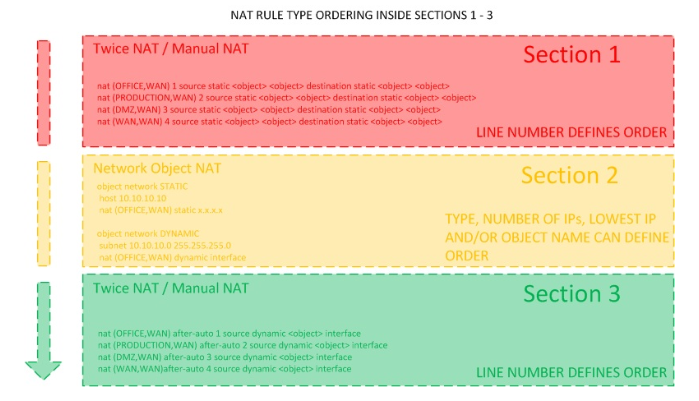 NAT RULE TYPE ORDERING INSIDE SECTIONS 1 - 3
Twice NAT / Manual NAT
Section 1
nat (OFFICE,WAN) 1 source static <object> <object> destination static <object> <object>
nat (PRODUCTION,WAN) 2 source static <object> <object> destination static <object> <object>
nat (DMZ,WAN) 3 source static <object> <object> destination static <object> <object>
nat (WAN,WAN) 4 source static <object> <object> destination static <object> <object>
LINE NUMBER DEFINES ORDER
Network Object NAT
Section 2
object network STATIC
host 10.10.10.10
nat (OFFICE,WAN) static x.x.x.x
object network DYNAMIC
subnet 10.10.10.0 255.255.255.0
nat (OFFICE,WAN) dynamic interface
TYPE, NUMBER OF IPs, LOWEST IP
AND/OR OBJECT NAME CAN DEFINE
ORDER
Twice NAT / Manual NAT
Section 3
nat (OFFICE,WAN) after-auto 1 source dynamic <object> interface
nat (PRODUCTION,WAN) after-auto 2 source dynamic <object> interface
nat (DMZ,WAN) after-auto 3 source dynamic <object> interface
nat (WAN,WAN)after-auto 4 source dynamic <object> interface
LINE NUMBER DEFINES ORDER